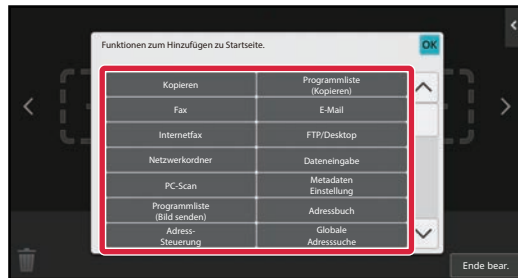 Funktionen zum Hinzufügen zu Startseite.
OK
Kopieren
Programmliste
(Kopieren)
Fax
E-Mail
Internetfax
FTP/Desktop
Netzwerkordner
Dateneingabe
PC-Scan
Metadaten
Einstellung
Programmliste
(Bild senden)
Adressbuch
Adress-
Steuerung
Globale
Adresssuche
Ende bear.